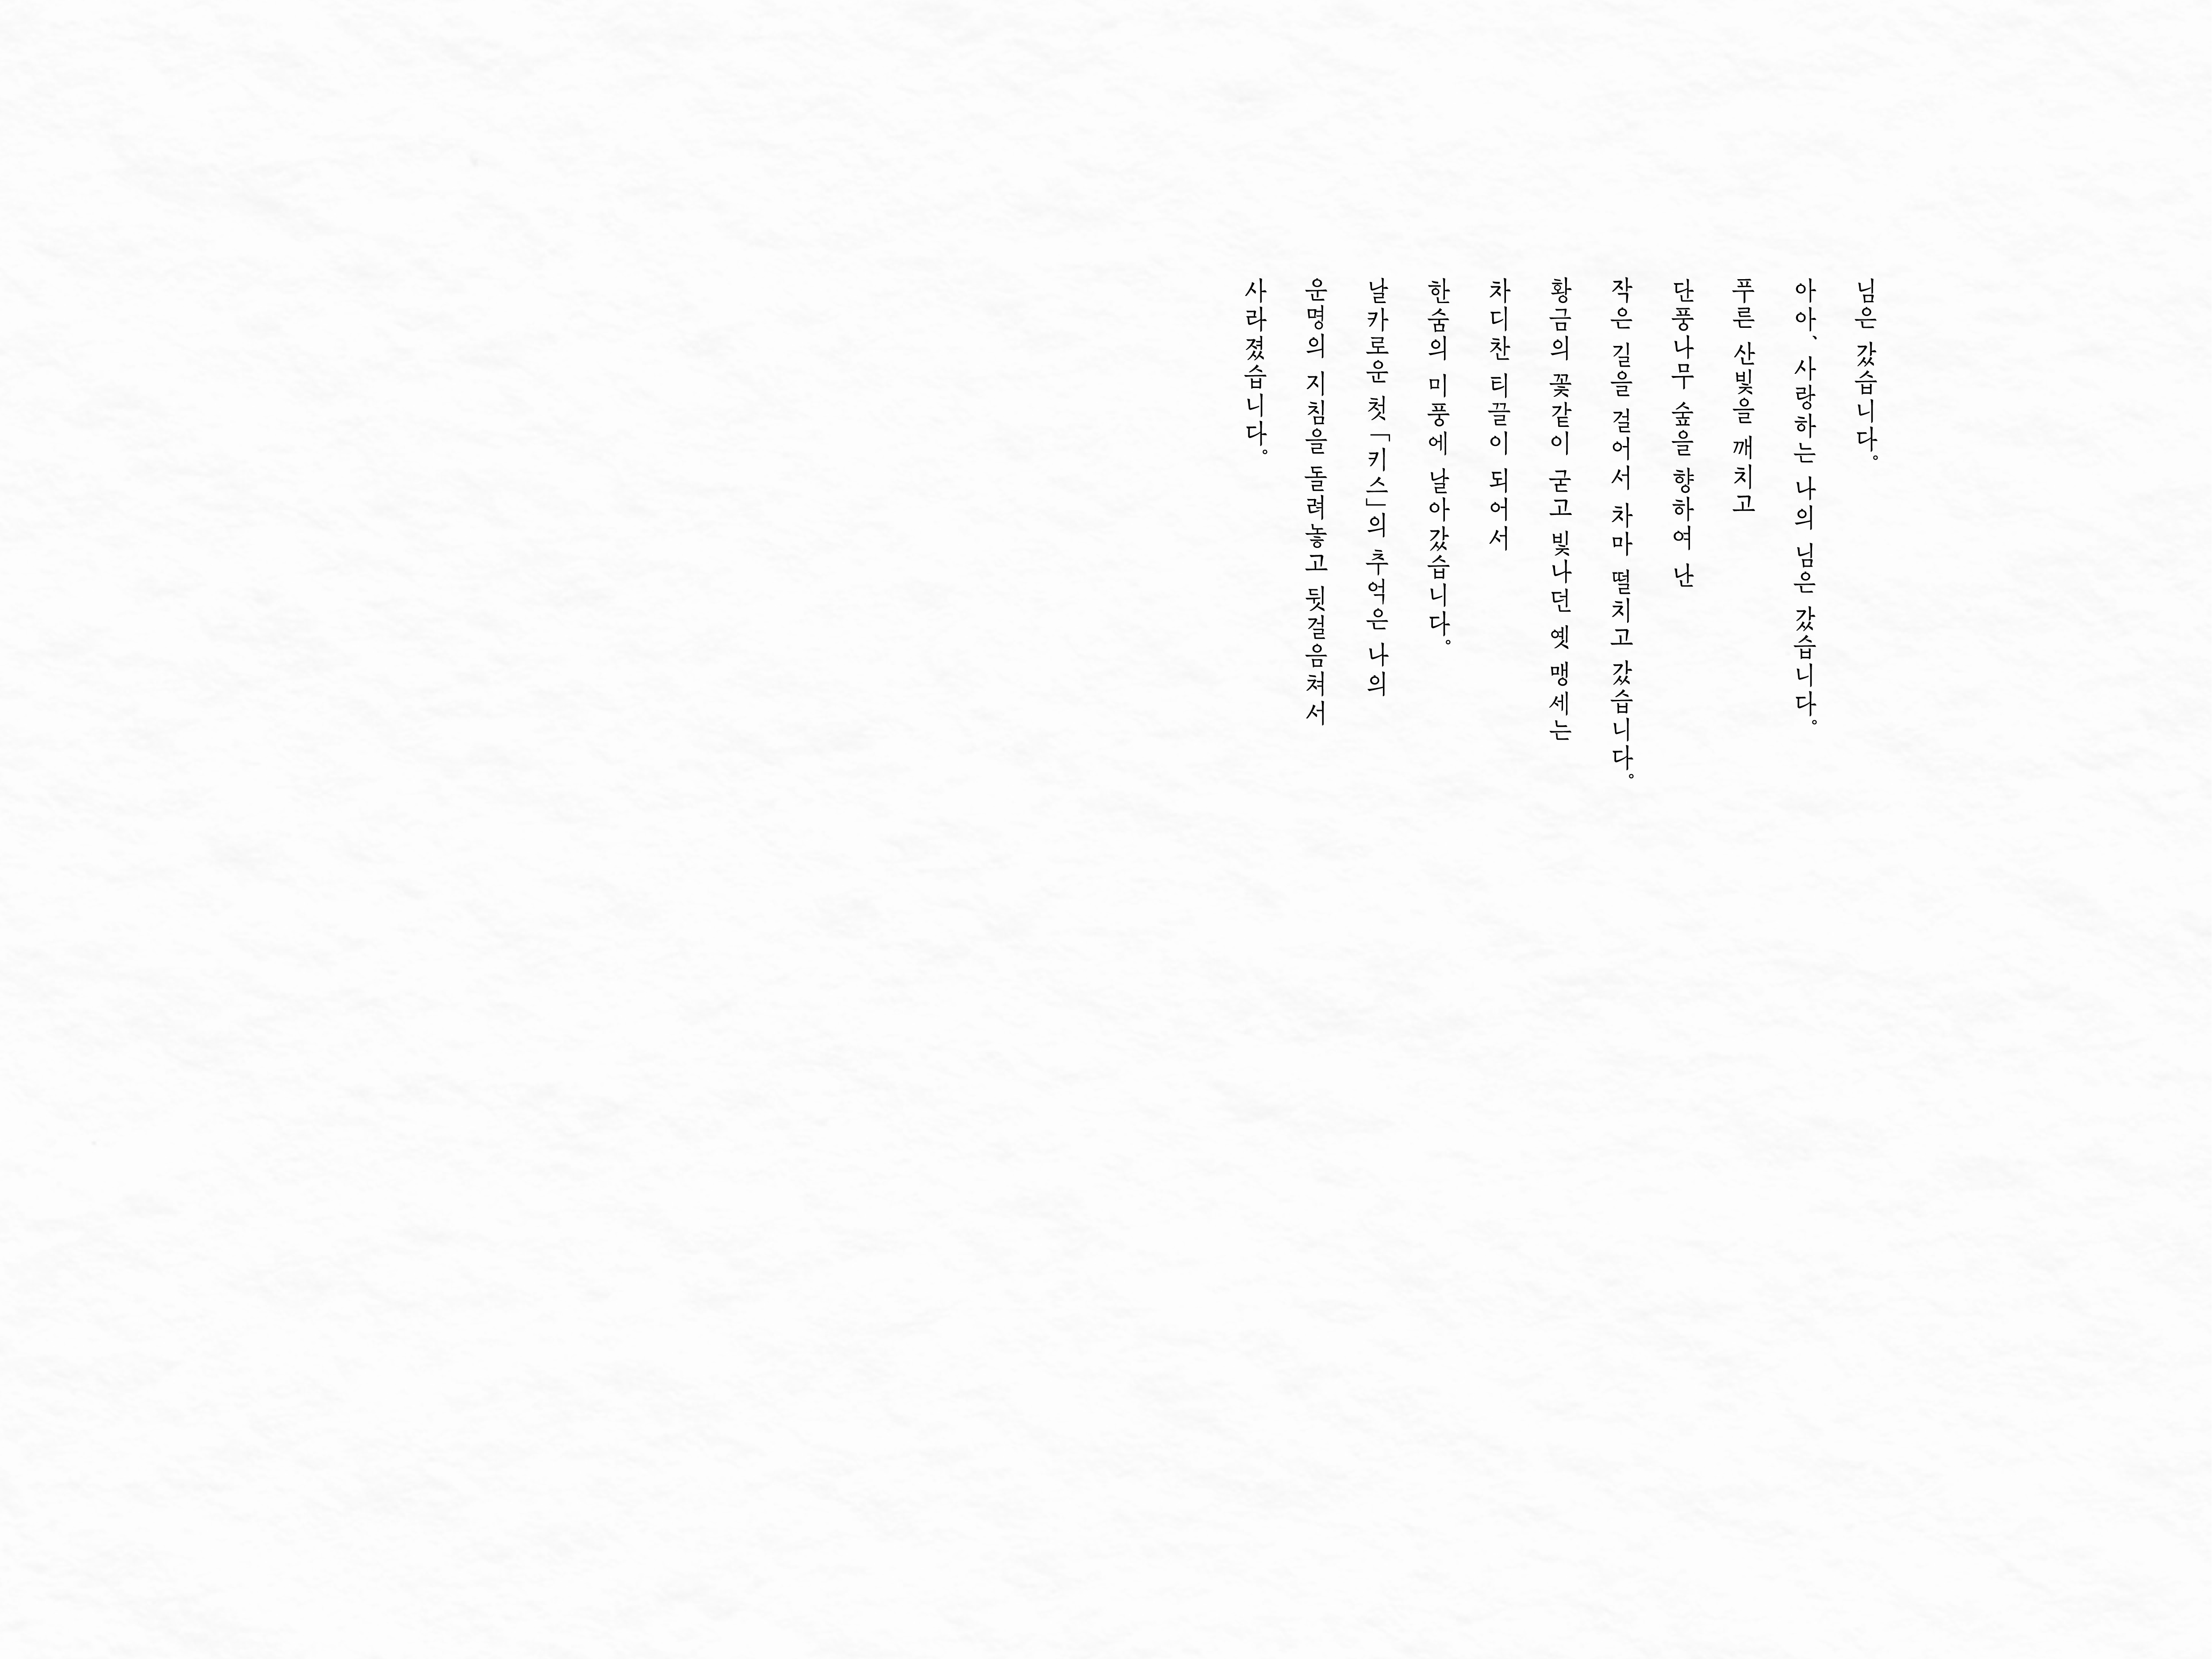 님은 갔습니다。
아아、사랑하는 나의 님은 갔습니다。
푸른 산빛을 깨치고
단풍나무 숲을 향하여 난
작은 길을 걸어서 차마 떨치고 갔습니다。
황금의 꽃같이 굳고 빛나던 옛 맹세는
차디찬 티끌이 되어서
한숨의 미풍에 날아갔습니다。
날카로운 첫「키스」의 추억은 나의
운명의 지침을 돌려놓고 뒷걸음쳐서
사라졌습니다。